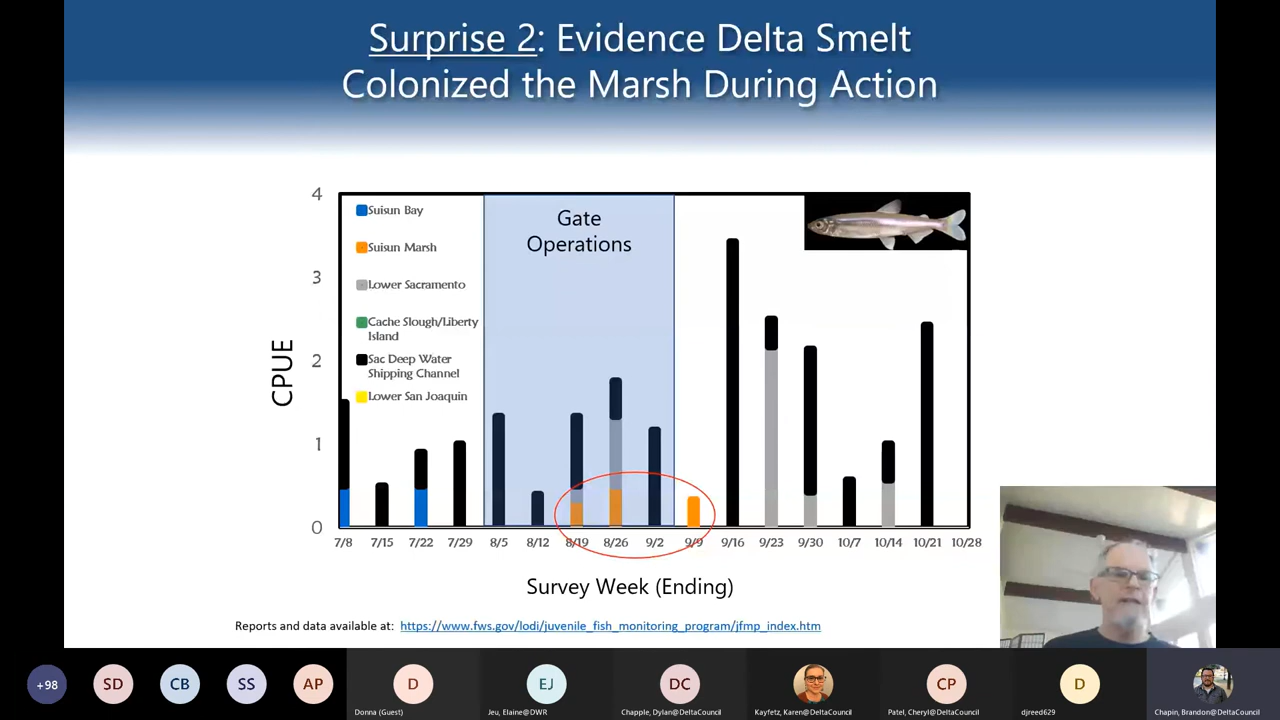 Surprise 2: Evidence Delta Smelt
Colonized the Marsh During Action
4
3
2
1
0
CPUE
Suisun Bay
Suisun Marsh
Lower Sacramento
Cache Slough/Liberty
Island
Sac Deep Water
Shipping Channel
Lower San Joaquin
Gate
Operations
7/8 7/15 7/22 7/29 8/5 8/12 8/19 8/26 9/2 9/9 9/16 9/23 9/30 10/7 10/14 10/21 10/28
Survey Week (Ending)
Reports and data available at: https://www.fws.gov/lodi/juvenile_fish_monitoring_program/jfmp_index.htm
+98 SD CB SS AP D EJ DC CP D
Donna (Guest) Jeu, Elaine@DWR Chapple, Dylan@DeltaCouncil Kayfetz, Karen@DeltaCouncil Patel, Cheryl@DeltaCouncil djreed629 Chapin, Brandon@DeltaCouncil